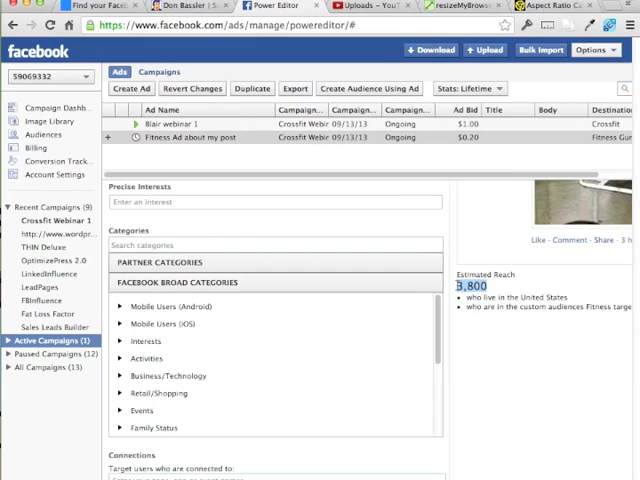 Find your Faceb
Don Bassler – S
Power Editor
Uploads – YouT
resizeMyBrowse
Aspect Ratio Ca
https://www.facebook.com/ads/manage/powereditor/#
facebook
Download
Upload
Bulk Import
Options
59069332
Ads
Campaigns
Create Ad
Revert Changes
Duplicate
Export
Create Audience Using Ad
Stats: Lifetime
Ad Name
Campaign...
Campaign...
Campaign...
Ad Bid
Title
Body
Destination
Blair webinar 1
Crossfit Webir
09/13/13
Ongoing
$1.00
Crossfit
+
Fitness Ad about my post
Crossfit Webir
09/13/13
Ongoing
$0.20
Fitness Gur
Campaign Dashb...
Image Library
Audiences
Billing
Conversion Track...
Account Settings
Recent Campaigns (9)
Crossfit Webinar 1
http://www.wordpr...
THIN Deluxe
OptimizePress 2.0
LinkedInfluence
LeadPages
FBInfluence
Fat Loss Factor
Sales Leads Builder
Active Campaigns (1)
Paused Campaigns (12)
All Campaigns (13)
Precise Interests
Enter an interest
Categories
Search categories
PARTNER CATEGORIES
FACEBOOK BROAD CATEGORIES
Mobile Users (Android)
Mobile Users (iOS)
Interests
Activities
Business/Technology
Retail/Shopping
Events
Family Status
Connections
Target users who are connected to:
Like · Comment · Share · 3 h
Estimated Reach
3,800
• who live in the United States
• who are in the custom audiences Fitness targe